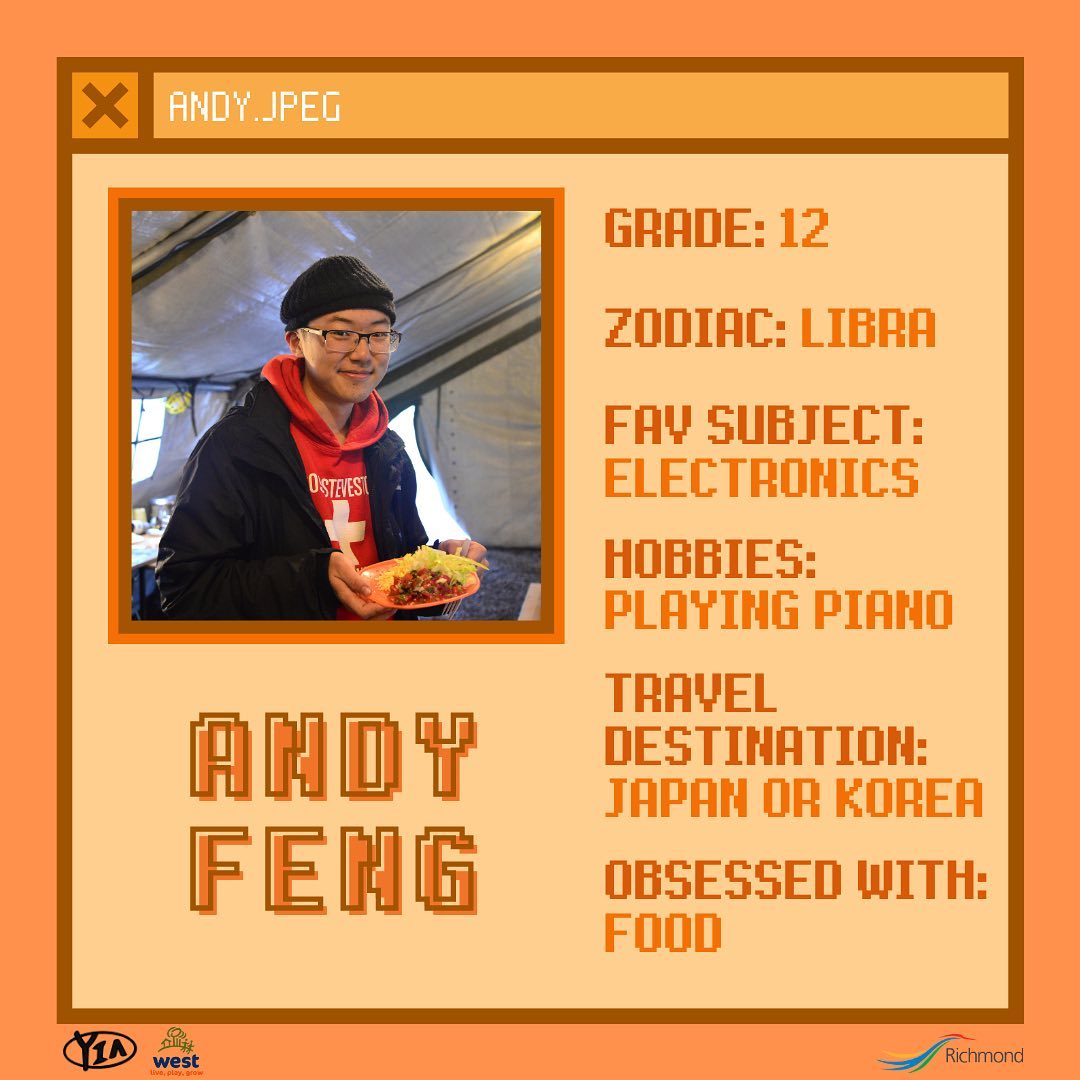 ANDY.JPEG
GRADE: 12
ZODIAC: LIBRA
FAV SUBJECT:
ELECTRONICS
HOBBIES:
PLAYING PIANO
TRAVEL
DESTINATION:
JAPAN OR KOREA
OBSESSED WITH:
FOOD
ANDY
FENG
YIA
west
live, play, grow
Richmond